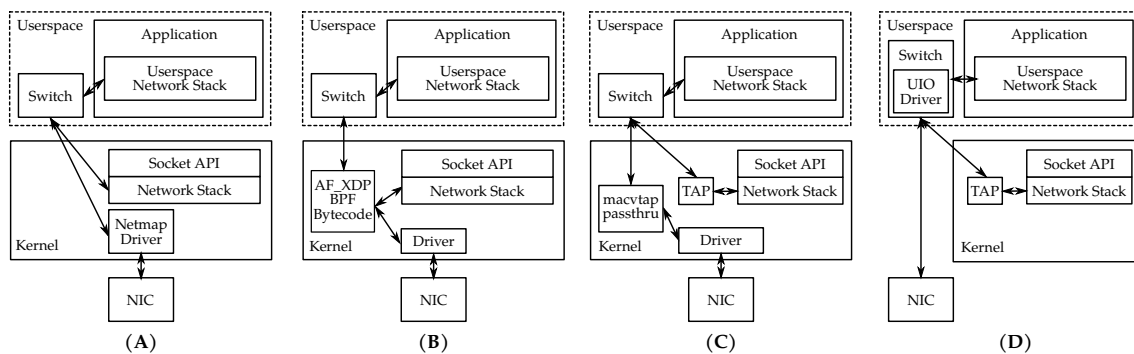 Userspace
Application
Userspace
Network Stack
Switch
Socket API
Network Stack
Netmap
Driver
Kernel
NIC
(A)
Userspace
Application
Userspace
Network Stack
Switch
AF_XDP
BPF
Bytecode
Socket API
Network Stack
Driver
Kernel
NIC
(B)
Userspace
Application
Userspace
Network Stack
Switch
Socket API
TAP
Network Stack
macvtap
passthru
Driver
Kernel
NIC
(C)
Userspace
Application
Switch
UIO
Driver
Userspace
Network Stack
Socket API
TAP
Network Stack
Kernel
NIC
(D)